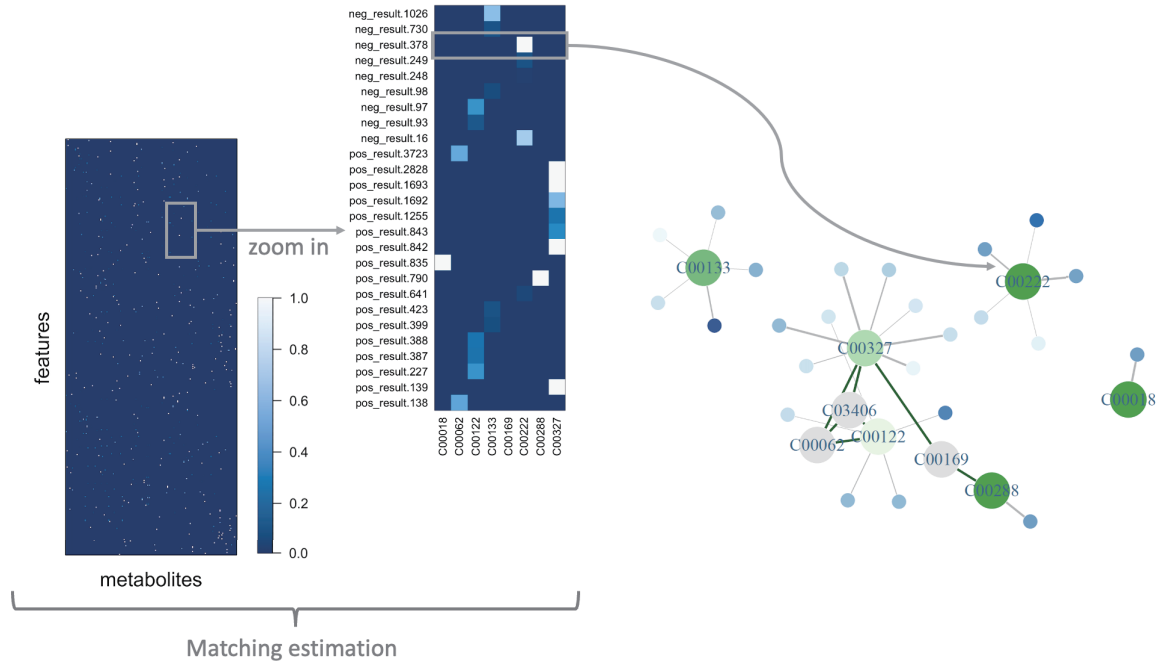 neg_result.1026
neg_result.730
neg_result.378
neg_result.249
neg_result.248
neg_result.98
neg_result.97
neg_result.93
neg_result.16
pos_result.3723
pos_result.2828
pos_result.1693
pos_result.1692
pos_result.1255
pos_result.843
pos_result.842
pos_result.835
pos_result.790
pos_result.641
pos_result.423
pos_result.399
pos_result.388
pos_result.387
pos_result.227
pos_result.139
pos_result.138
C00018
C00062
C00122
C00133
C00169
C00222
C00288
C00327
zoom in
1.0
0.8
0.6
0.4
0.2
0.0
features
metabolites
Matching estimation
C00133
C00222
C00327
C00018
C03406
C00122
C00062
C00169
C00288